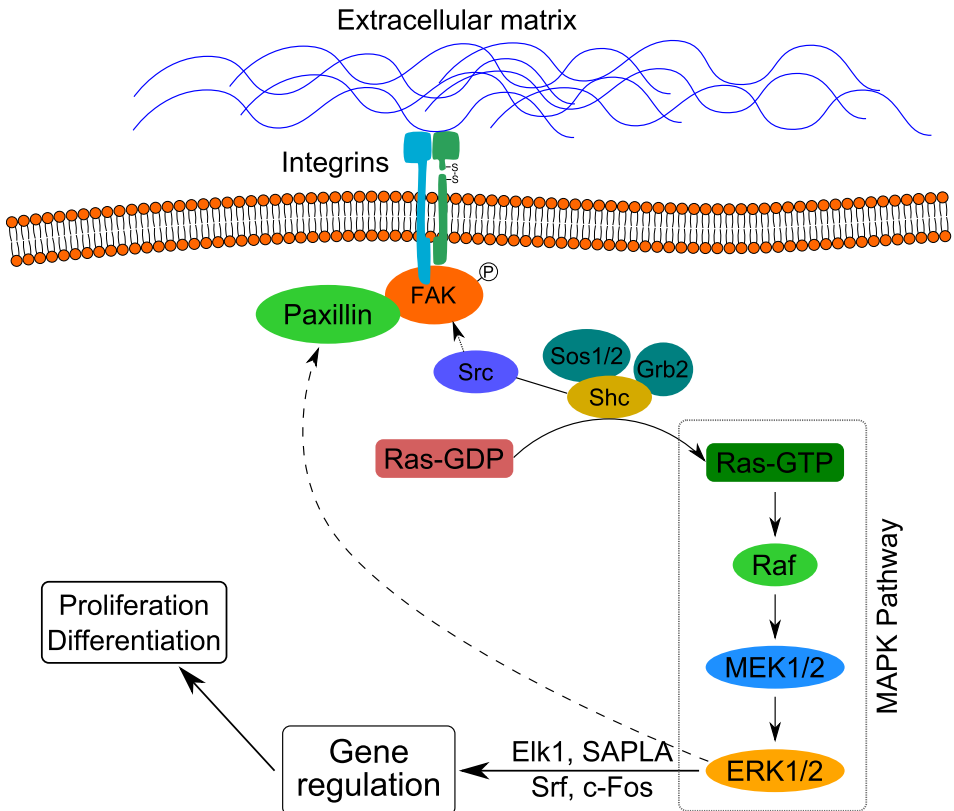 Extracellular matrix
Integrins
S
S
P
FAK
Paxillin
Sos1/2
Grb2
Src
Shc
Ras-GDP
Ras-GTP
Raf
MAPK Pathway
Proliferation
Differentiation
MEK1/2
Gene
regulation
Elk1, SAPLA
Srf, c-Fos
ERK1/2